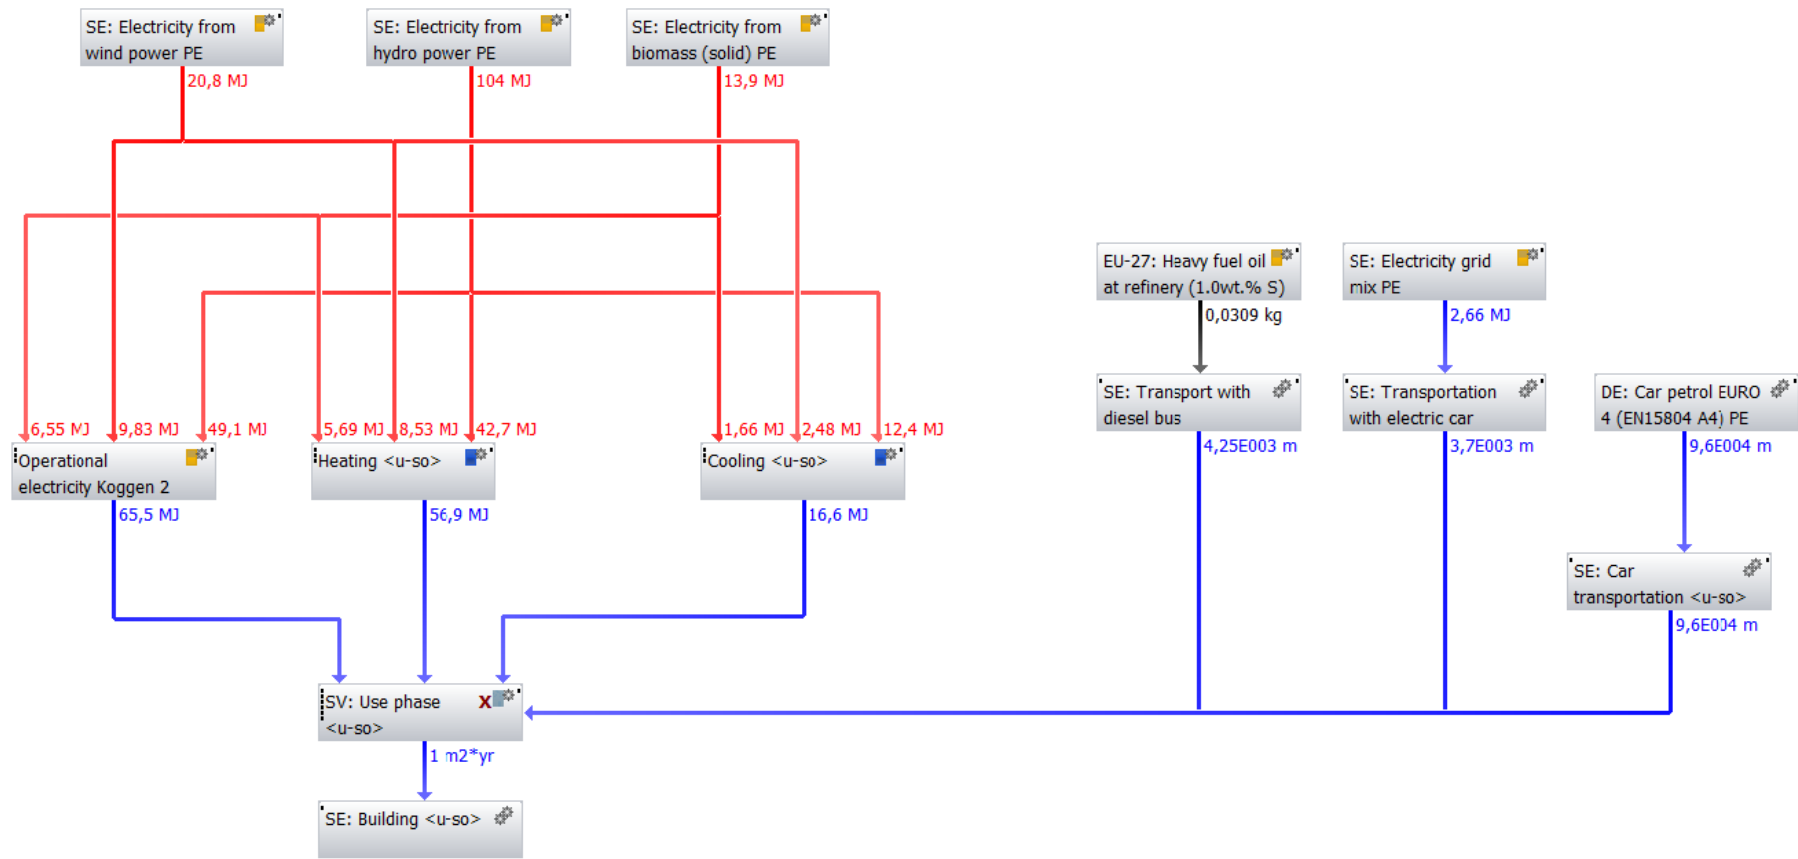 SE: Electricity from
wind power PE
SE: Electricity from
hydro power PE
SE: Electricity from
biomass (solid) PE
20,8 MJ
104 MJ
13,9 MJ
EU-27: Heavy fuel oil
at refinery (1.0wt.% S)
SE: Electricity grid
mix PE
0,0309 kg
2,66 MJ
SE: Transport with
diesel bus
SE: Transportation
with electric car
DE: Car petrol EURO
4 (EN15804 A4) PE
6,55 MJ
9,83 MJ
49,1 MJ
5,69 MJ
8,53 MJ
42,7 MJ
1,66 MJ
2,48 MJ
12,4 MJ
4,25E003 m
3,7E003 m
9,6E004 m
Operational
electricity Koggen 2
Heating <u-so>
Cooling <u-so>
65,5 MJ
56,9 MJ
16,6 MJ
SE: Car
transportation <u-so>
9,6E004 m
SV: Use phase
<u-so>
X
1 m2*yr
SE: Building <u-so>